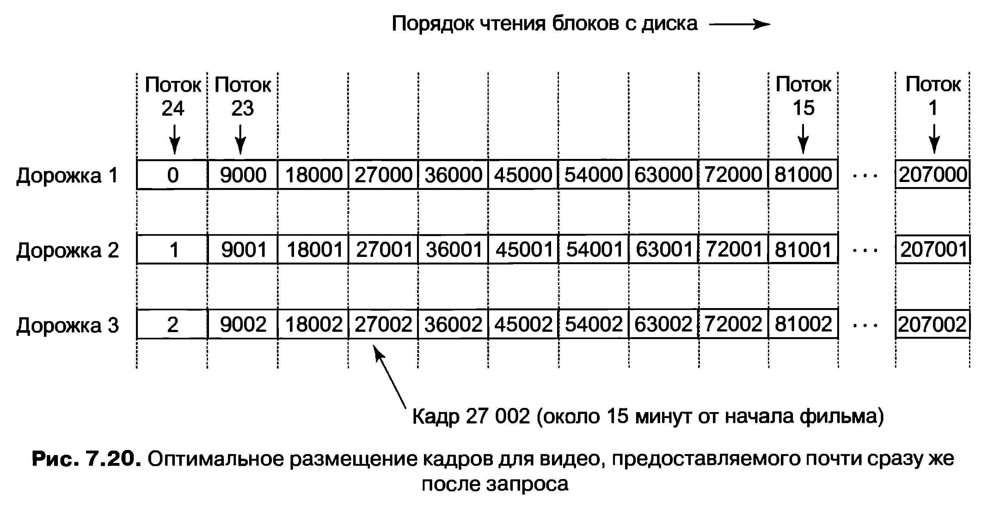 Порядок чтения блоков с диска
Поток 24 Поток 23 Поток 15 Поток 1
Дорожка 1 0 9000 18000 27000 36000 45000 54000 63000 72000 81000 ... 207000
Дорожка 2 1 9001 18001 27001 36001 45001 54001 63001 72001 81001 ... 207001
Дорожка 3 2 9002 18002 27002 36002 45002 54002 63002 72002 81002 ... 207002
Кадр 27 002 (около 15 минут от начала фильма)
Рис. 7.20. Оптимальное размещение кадров для видео, предоставляемого почти сразу же
после запроса